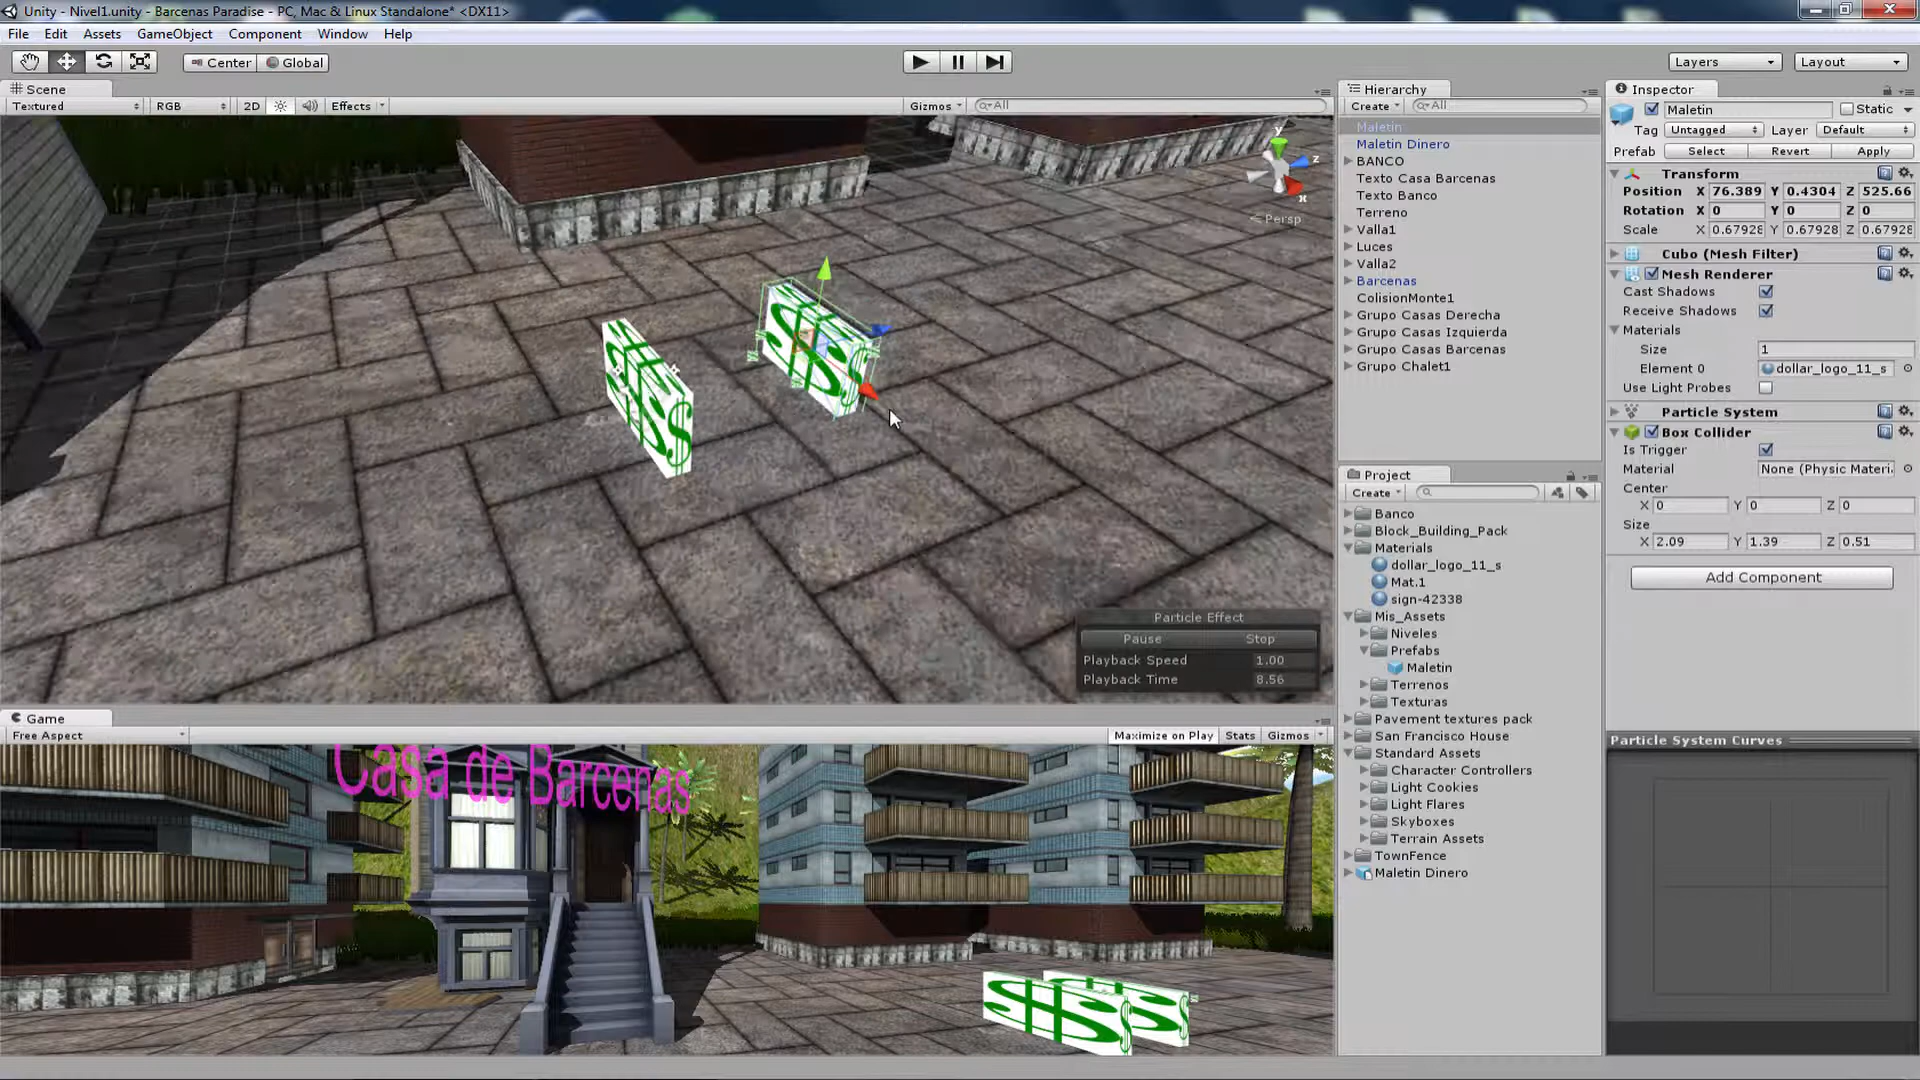 Unity - Nivel1.unity - Barcenas Paradise - PC, Mac & Linux Standalone* <DX11>
File Edit Assets GameObject Component Window Help
Center Global Layers Layout
Scene
Textured RGB 2D Effects Gizmos All
y
z
x
Persp
Particle Effect
Pause Stop
Playback Speed 1.00
Playback Time 8.56
Game
Free Aspect Maximize on Play Stats Gizmos
Casa de Barcenas
Hierarchy
Create All
Maletin
Maletin Dinero
BANCO
Texto Casa Barcenas
Texto Banco
Terreno
Valla1
Luces
Valla2
Barcenas
ColisionMonte1
Grupo Casas Derecha
Grupo Casas Izquierda
Grupo Casas Barcenas
Grupo Chalet1
Project
Create
Banco
Block_Building_Pack
Materials
dollar_logo_11_s
Mat.1
sign-42338
Mis_Assets
Niveles
Prefabs
Maletin
Terrenos
Texturas
Pavement textures pack
San Francisco House
Standard Assets
Character Controllers
Light Cookies
Light Flares
Skyboxes
Terrain Assets
TownFence
Maletin Dinero
Inspector
Maletin Static
Tag Untagged Layer Default
Prefab Select Revert Apply
Transform
Position X 76.389 Y 0.4304 Z 525.66
Rotation X 0 Y 0 Z 0
Scale X 0.67928 Y 0.67928 Z 0.67928
Cubo (Mesh Filter)
Mesh Renderer
Cast Shadows
Receive Shadows
Materials
Size 1
Element 0 dollar_logo_11_s
Use Light Probes
Particle System
Box Collider
Is Trigger
Material None (Physic Materi
Center
X 0 Y 0 Z 0
Size
X 2.09 Y 1.39 Z 0.51
Add Component
Particle System Curves